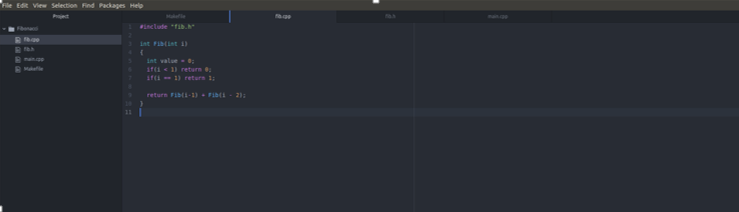 File Edit View Selection Find Packages Help
Project
Makefile fib.cpp fib.h main.cpp
Fibonacci
fib.cpp
fib.h
main.cpp
Makefile
1 #include "fib.h"
2
3 int Fib(int i)
4 {
5 int value = 0;
6 if(i < 1) return 0;
7 if(i == 1) return 1;
8
9 return Fib(i-1) + Fib(i - 2);
10 }
11